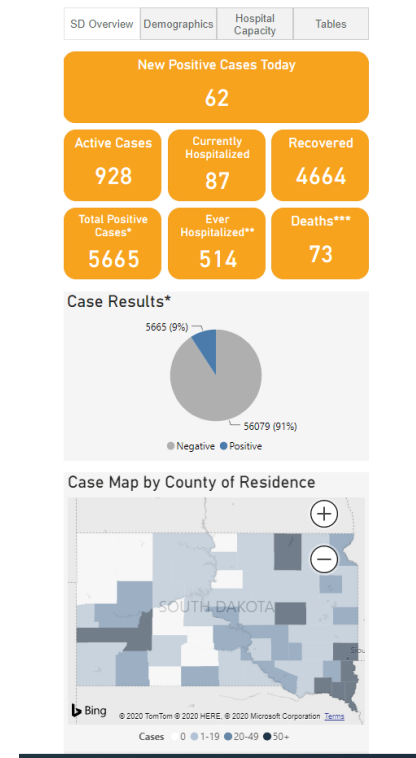 SD Overview
Demographics
Hospital
Capacity
Tables
New Positive Cases Today
62
Active Cases
928
Currently
Hospitalized
87
Recovered
4664
Total Positive
Cases*
5665
Ever
Hospitalized**
514
Deaths***
73
Case Results*
5665 (9%)
56079 (91%)
Negative
Positive
Case Map by County of Residence
SOUTH DAKOTA
Bing
© 2020 TomTom © 2020 HERE, © 2020 Microsoft Corporation Terms
Cases 0 1-19 20-49 50+